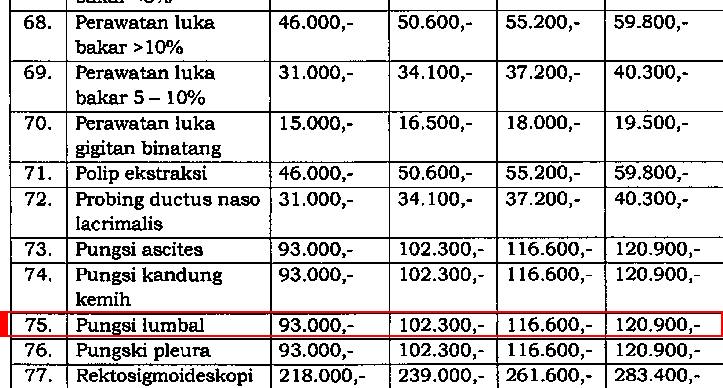 68. Perawatan luka 46.000,- 50.600,- 55.200,- 59.800,-
bakar >10%
69. Perawatan luka 31.000,- 34.100,- 37.200,- 40.300,-
bakar 5 – 10%
70. Perawatan luka 15.000,- 16.500,- 18.000,- 19.500,-
gigitan binatang
71. Polip ekstraksi 46.000,- 50.600,- 55.200,- 59.800,-
72. Probing ductus naso 31.000,- 34.100,- 37.200,- 40.300,-
lacrimalis
73. Pungsi ascites 93.000,- 102.300,- 116.600,- 120.900,-
74. Pungsi kandung 93.000,- 102.300,- 116.600,- 120.900,-
kemih
75. Pungsi lumbal 93.000,- 102.300,- 116.600,- 120.900,-
76. Pungski pleura 93.000,- 102.300,- 116.600,- 120.900,-
77. Rektosigmoideskopi 218.000,- 239.000,- 261.600,- 283.400,-